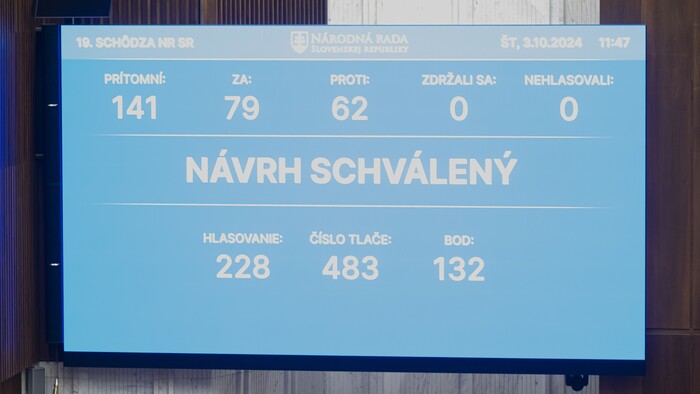 19. SCHÔDZA NR SR
NÁRODNÁ RADA
SLOVENSKEJ REPUBLIKY
ŠT, 3.10.2024 11:47
PRÍTOMNÍ: ZA: PROTI: ZDRŽALI SA: NEHLASOVALI:
141 79 62 0 0
NÁVRH SCHVÁLENÝ
HLASOVANIE: ČÍSLO TLAČE: BOD:
228 483 132